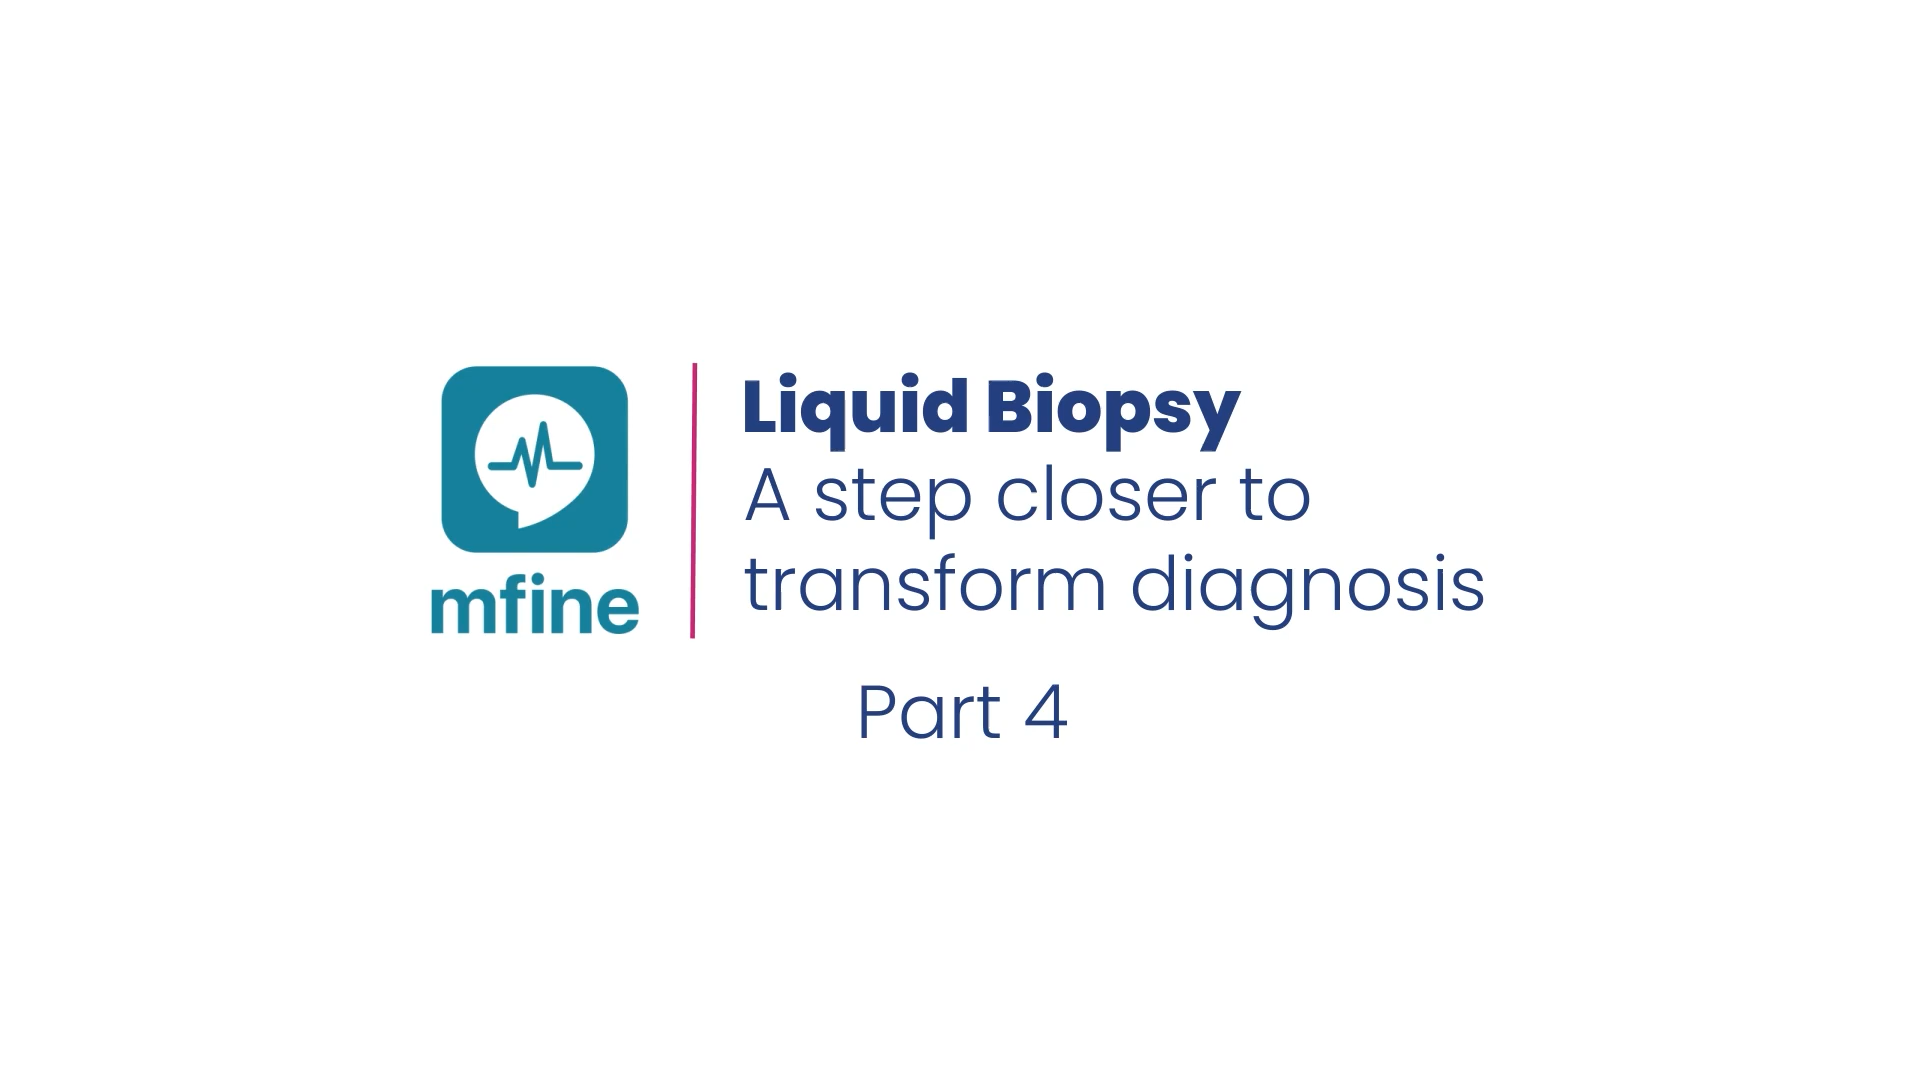 mfine
Liquid Biopsy
A step closer to
transform diagnosis
Part 4